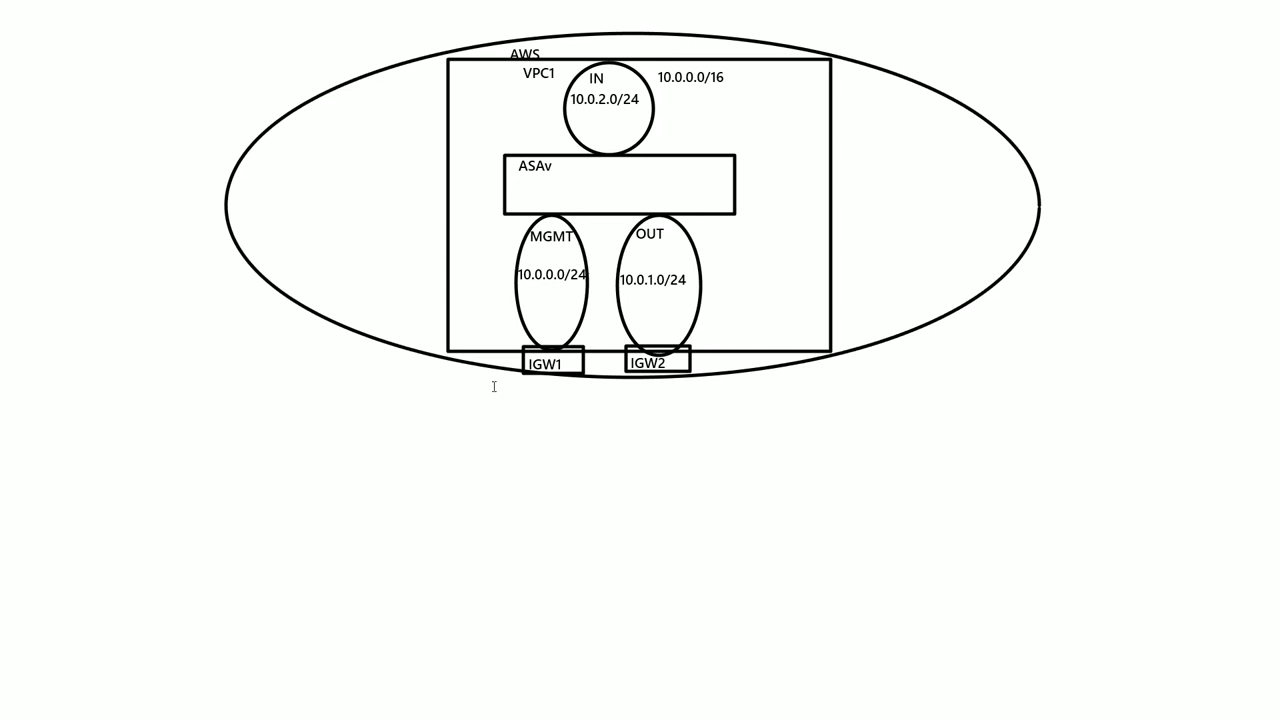 AWS
VPC1
IN
10.0.0.0/16
10.0.2.0/24
ASAv
MGMT
OUT
10.0.0.0/24
10.0.1.0/24
IGW1
IGW2